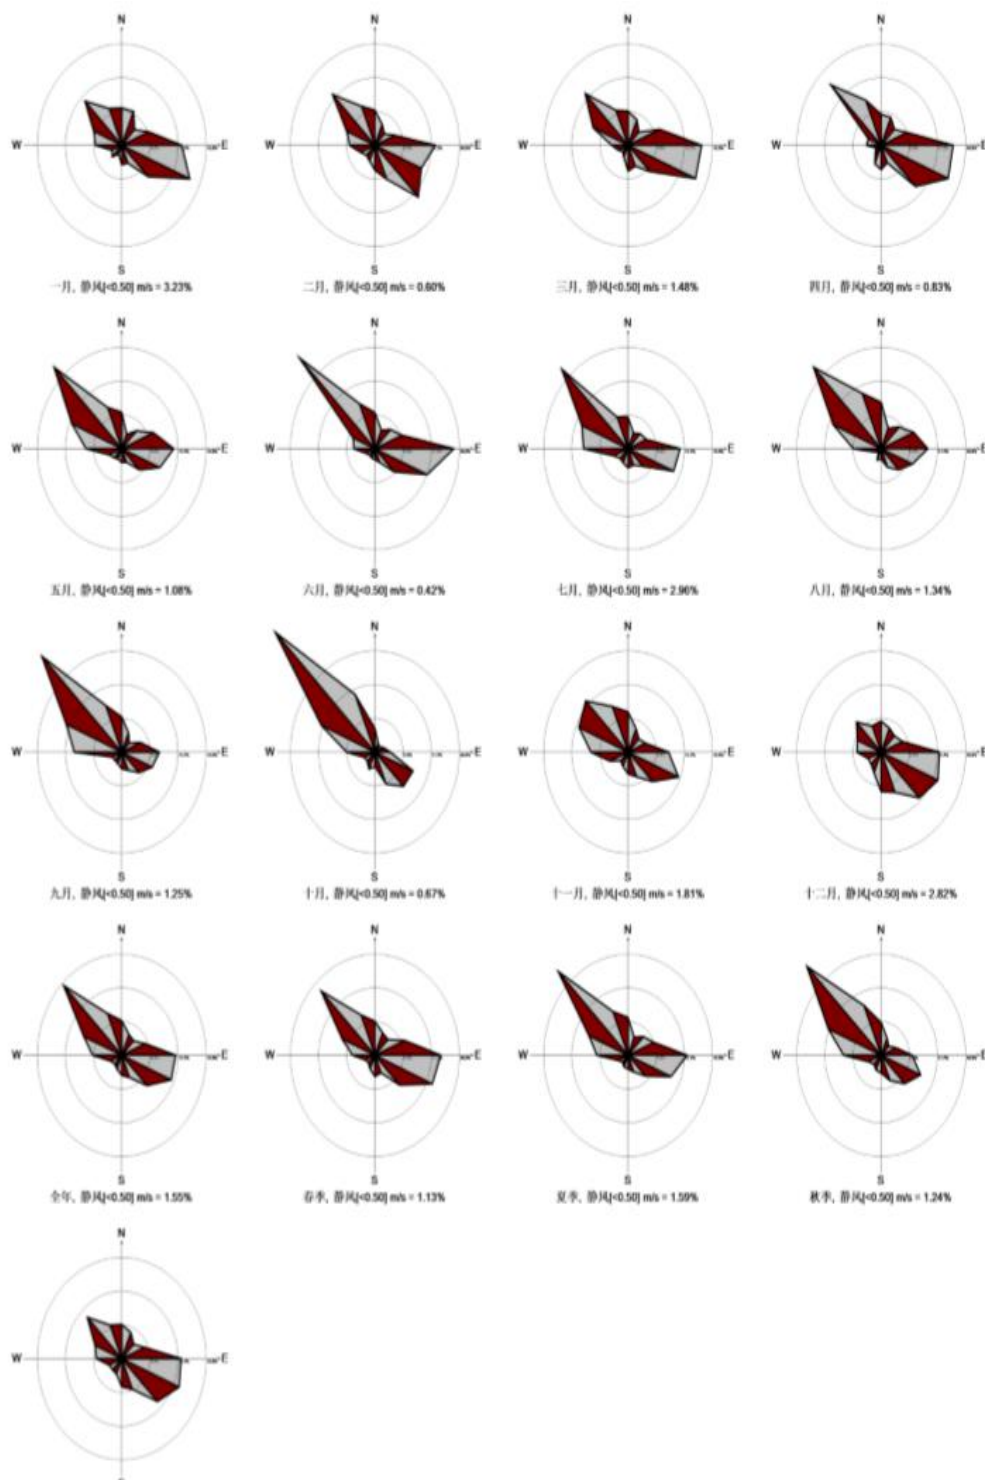 N N N N
W E W E W E W E
S S S S
一月, 静风[<0.50] m/s = 3.23% 二月, 静风[<0.50] m/s = 0.60% 三月, 静风[<0.50] m/s = 1.48% 四月, 静风[<0.50] m/s = 0.83%
N N N N
W E W E W E W E
S S S S
五月, 静风[<0.50] m/s = 1.08% 六月, 静风[<0.50] m/s = 0.42% 七月, 静风[<0.50] m/s = 2.96% 八月, 静风[<0.50] m/s = 1.34%
N N N N
W E W E W E W E
S S S S
九月, 静风[<0.50] m/s = 1.25% 十月, 静风[<0.50] m/s = 0.67% 十一月, 静风[<0.50] m/s = 1.81% 十二月, 静风[<0.50] m/s = 2.82%
N N N N
W E W E W E W E
S S S S
全年, 静风[<0.50] m/s = 1.55% 春季, 静风[<0.50] m/s = 1.13% 夏季, 静风[<0.50] m/s = 1.59% 秋季, 静风[<0.50] m/s = 1.24%
N
W E